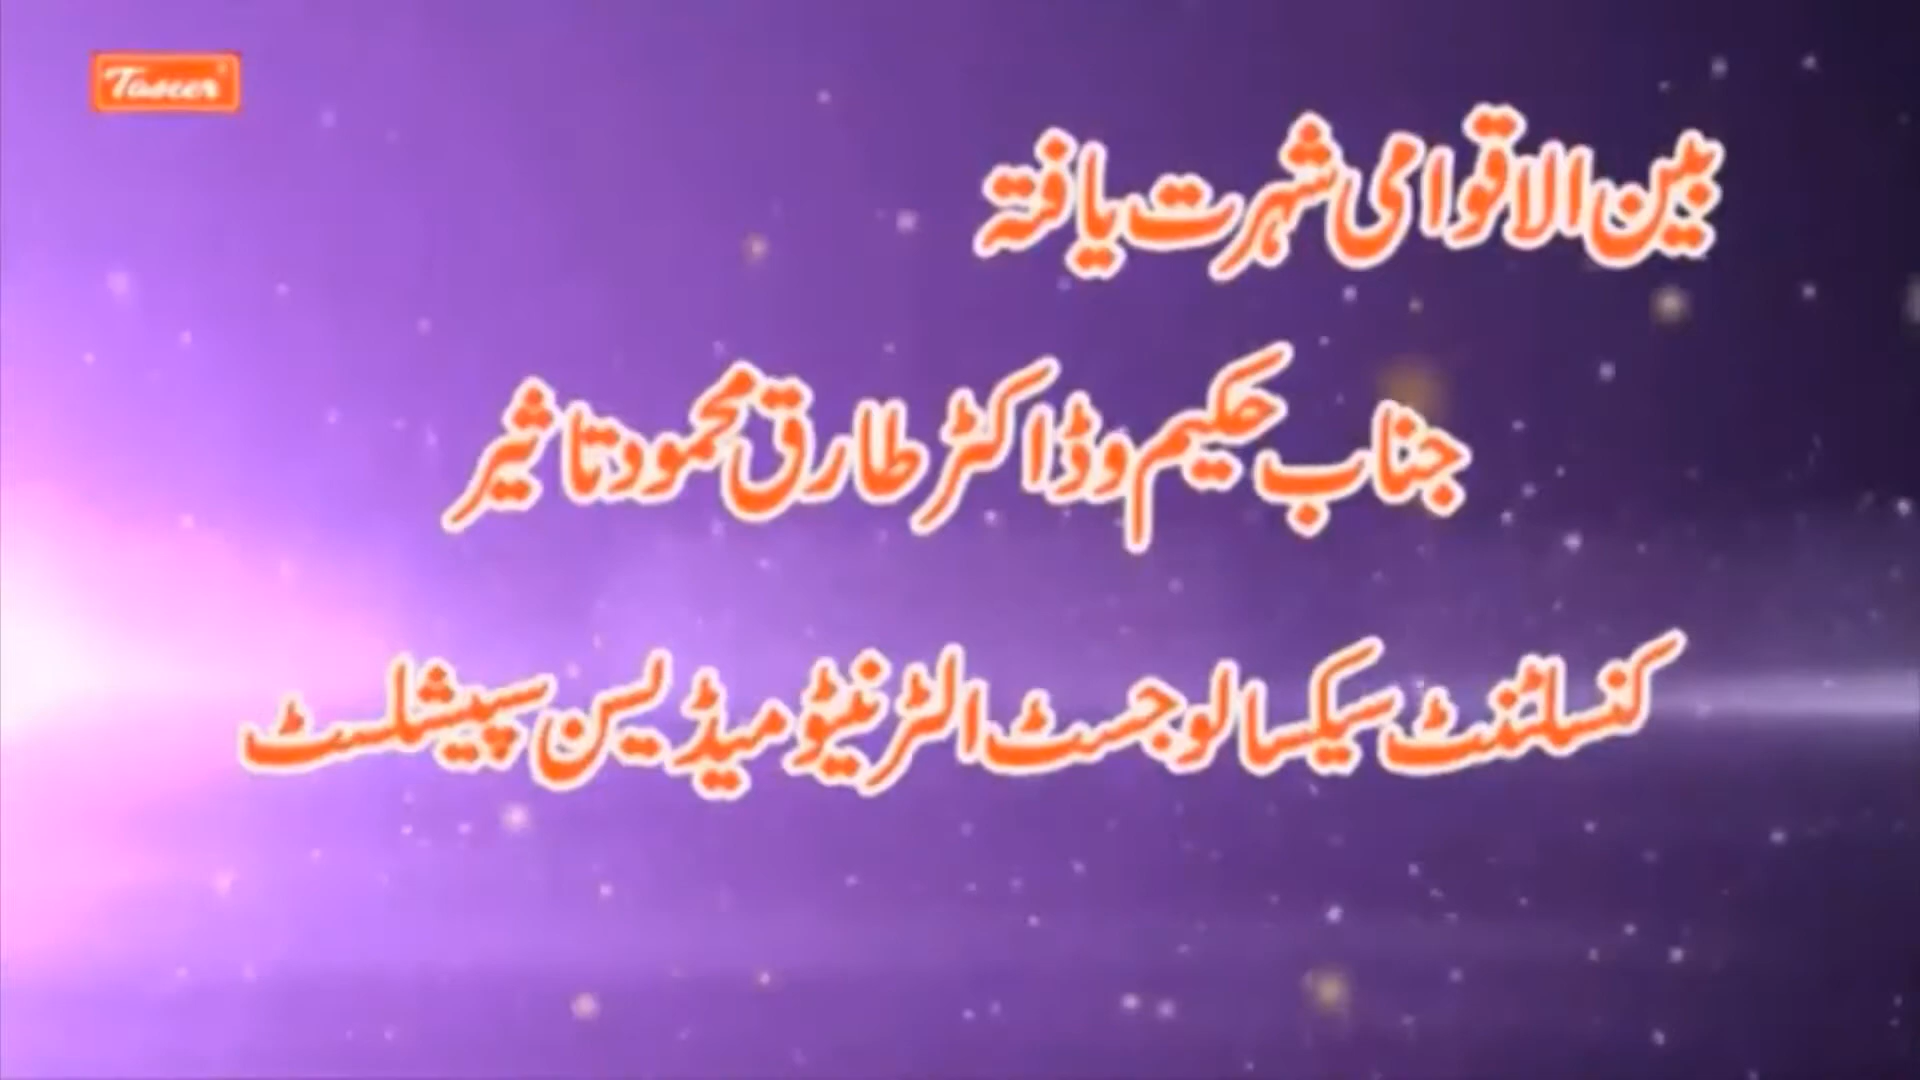 Taseer
بین الاقوامی شہرت یافتہ
جناب حکیم و ڈاکٹر طارق محمود تاثیر
کنسلٹنٹ سیکسالوجسٹ الٹرنیٹو میڈیسن سپیشلسٹ